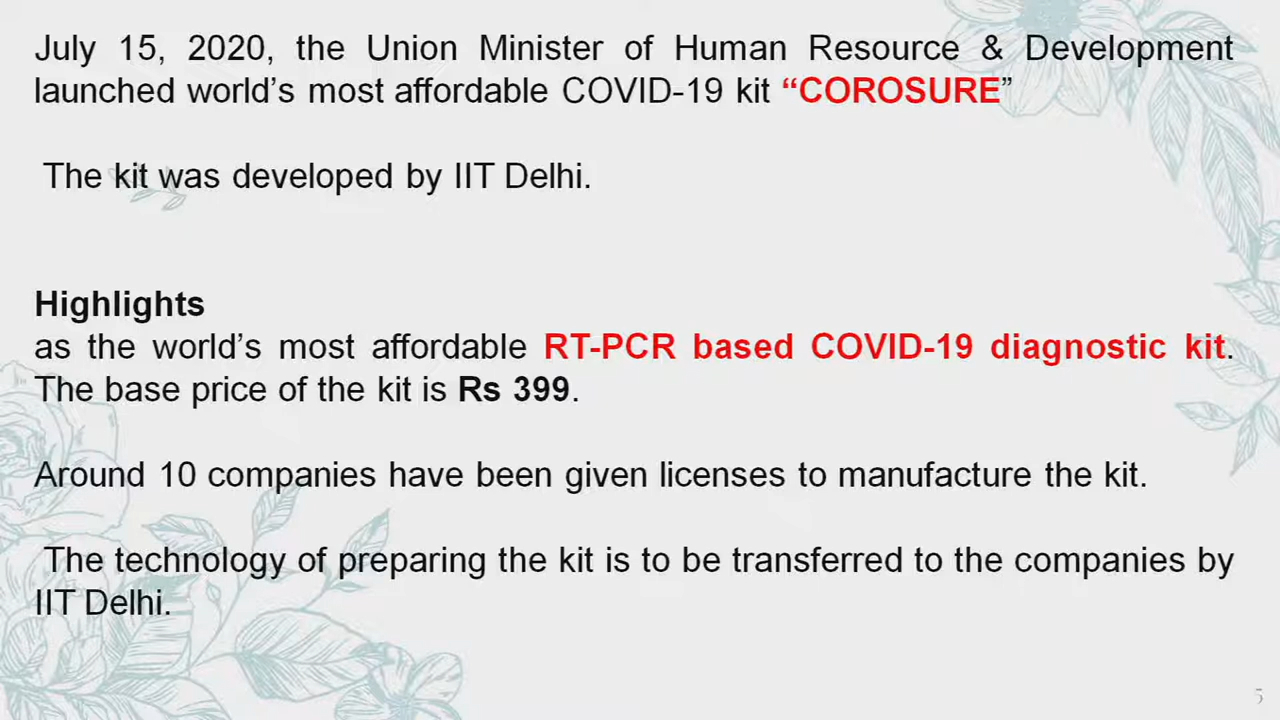 July 15, 2020, the Union Minister of Human Resource & Development
launched world's most affordable COVID-19 kit “COROSURE”
The kit was developed by IIT Delhi.
Highlights
as the world's most affordable RT-PCR based COVID-19 diagnostic kit.
The base price of the kit is Rs 399.
Around 10 companies have been given licenses to manufacture the kit.
The technology of preparing the kit is to be transferred to the companies by
IIT Delhi.
5